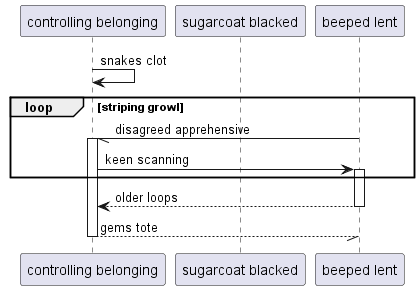 controlling belonging
sugarcoat blacked
beeped lent
snakes clot
loop
[striping growl]
disagreed apprehensive
keen scanning
older loops
gems tote
controlling belonging
sugarcoat blacked
beeped lent